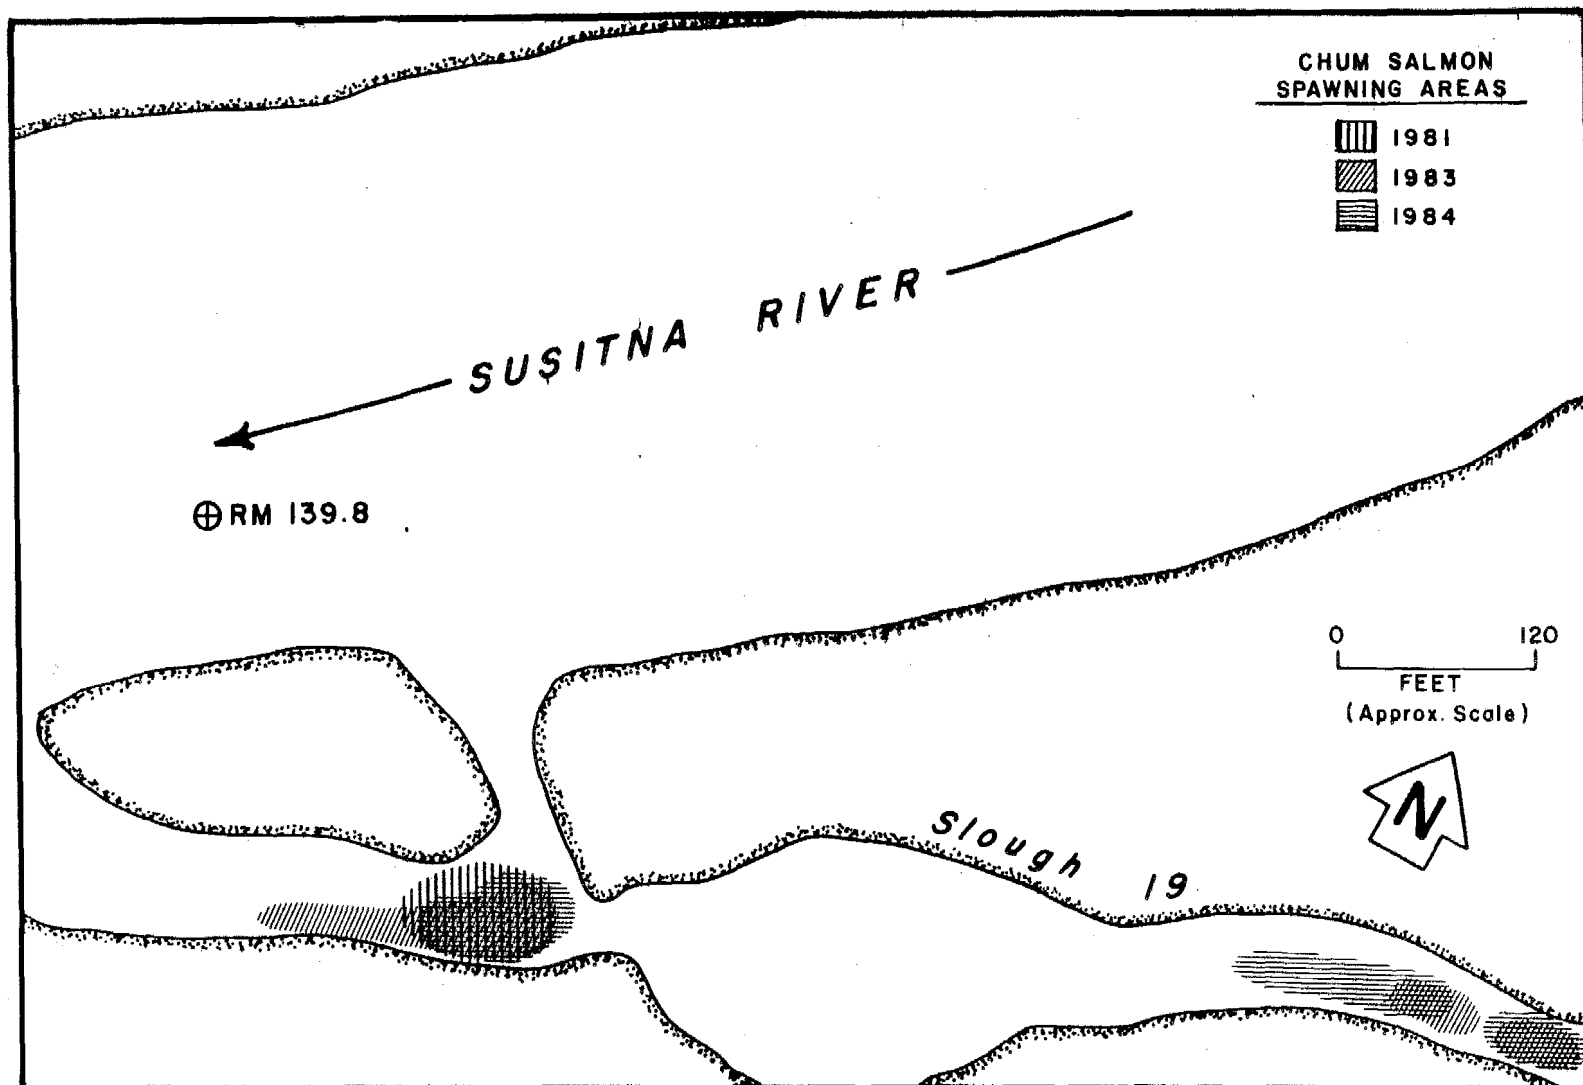 CHUM SALMON
SPAWNING AREAS
1981
1983
1984
SUSITNA RIVER
RM 139.8
0 120
FEET
(Approx. Scale)
N
Slough 19